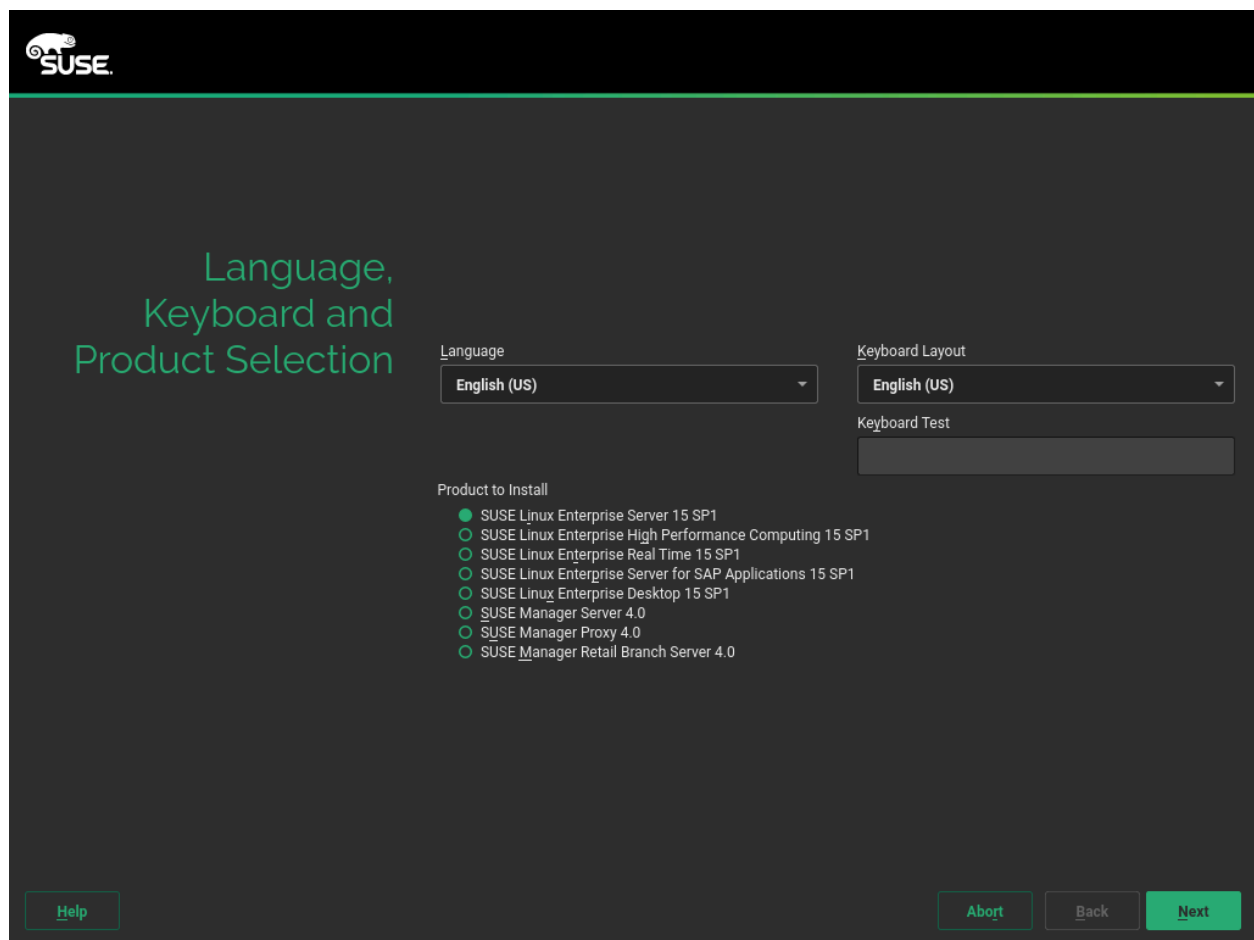 SUSE.
Language,
Keyboard and
Product Selection
Language
Keyboard Layout
English (US)
English (US)
Keyboard Test
Product to Install
SUSE Linux Enterprise Server 15 SP1
SUSE Linux Enterprise High Performance Computing 15 SP1
SUSE Linux Enterprise Real Time 15 SP1
SUSE Linux Enterprise Server for SAP Applications 15 SP1
SUSE Linux Enterprise Desktop 15 SP1
SUSE Manager Server 4.0
SUSE Manager Proxy 4.0
SUSE Manager Retail Branch Server 4.0
Help
Abort
Back
Next